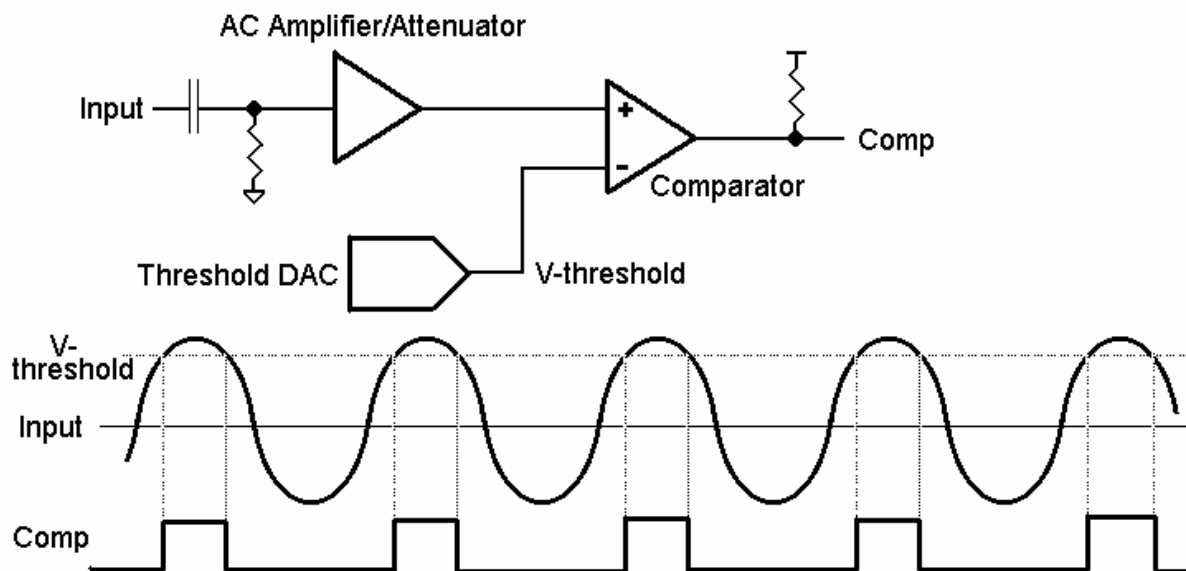 AC Amplifier/Attenuator
Input
+
-
Comp
Comparator
Threshold DAC
V-threshold
V-
threshold
Input
Comp